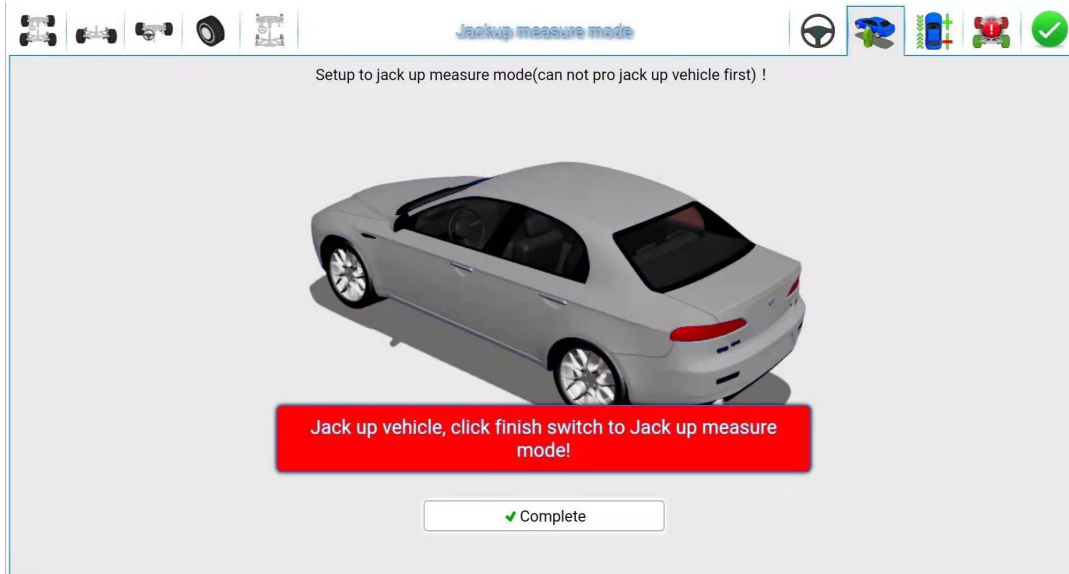 Jackup measure mode
Setup to jack up measure mode(can not pro jack up vehicle first) !
Jack up vehicle, click finish switch to Jack up measure
mode!
Complete